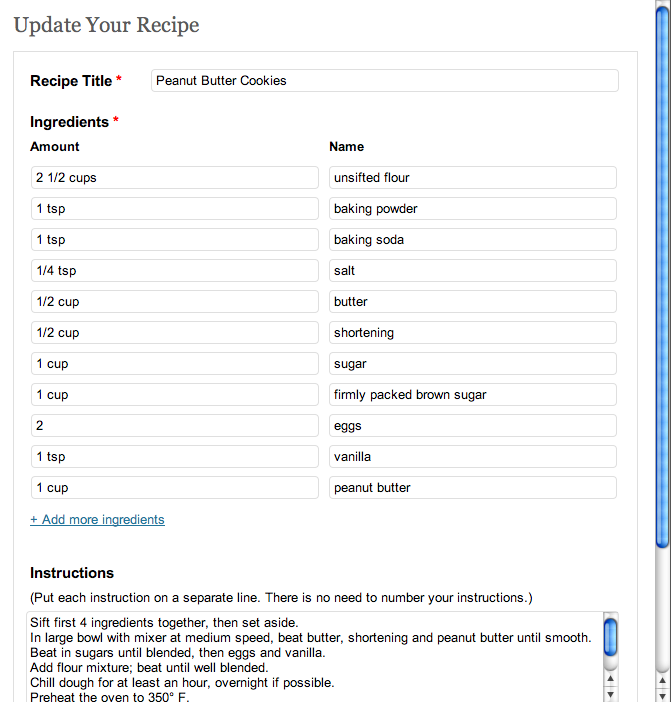 Update Your Recipe
Recipe Title * Peanut Butter Cookies
Ingredients *
Amount Name
2 1/2 cups unsifted flour
1 tsp baking powder
1 tsp baking soda
1/4 tsp salt
1/2 cup butter
1/2 cup shortening
1 cup sugar
1 cup firmly packed brown sugar
2 eggs
1 tsp vanilla
1 cup peanut butter
+ Add more ingredients
Instructions
(Put each instruction on a separate line. There is no need to number your instructions.)
Sift first 4 ingredients together, then set aside.
In large bowl with mixer at medium speed, beat butter, shortening and peanut butter until smooth.
Beat in sugars until blended, then eggs and vanilla.
Add flour mixture; beat until well blended.
Chill dough for at least an hour, overnight if possible.
Preheat the oven to 350° F.